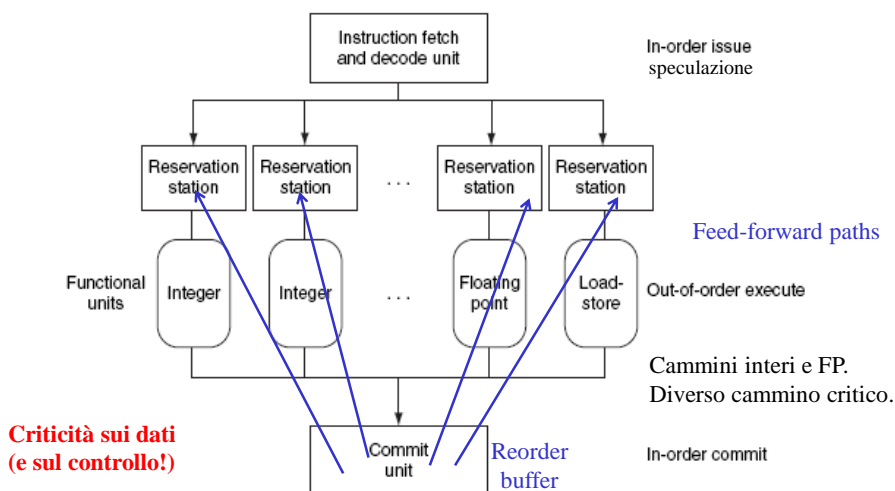 Instruction fetch
and decode unit
In-order issue
speculazione
Reservation
station
Reservation
station
. . .
Reservation
station
Reservation
station
Feed-forward paths
Functional
units
Integer
Integer
. . .
Floating
point
Load-
store
Out-of-order execute
Cammini interi e FP.
Diverso cammino critico.
Criticità sui dati
(e sul controllo!)
Commit
unit
Reorder
buffer
In-order commit